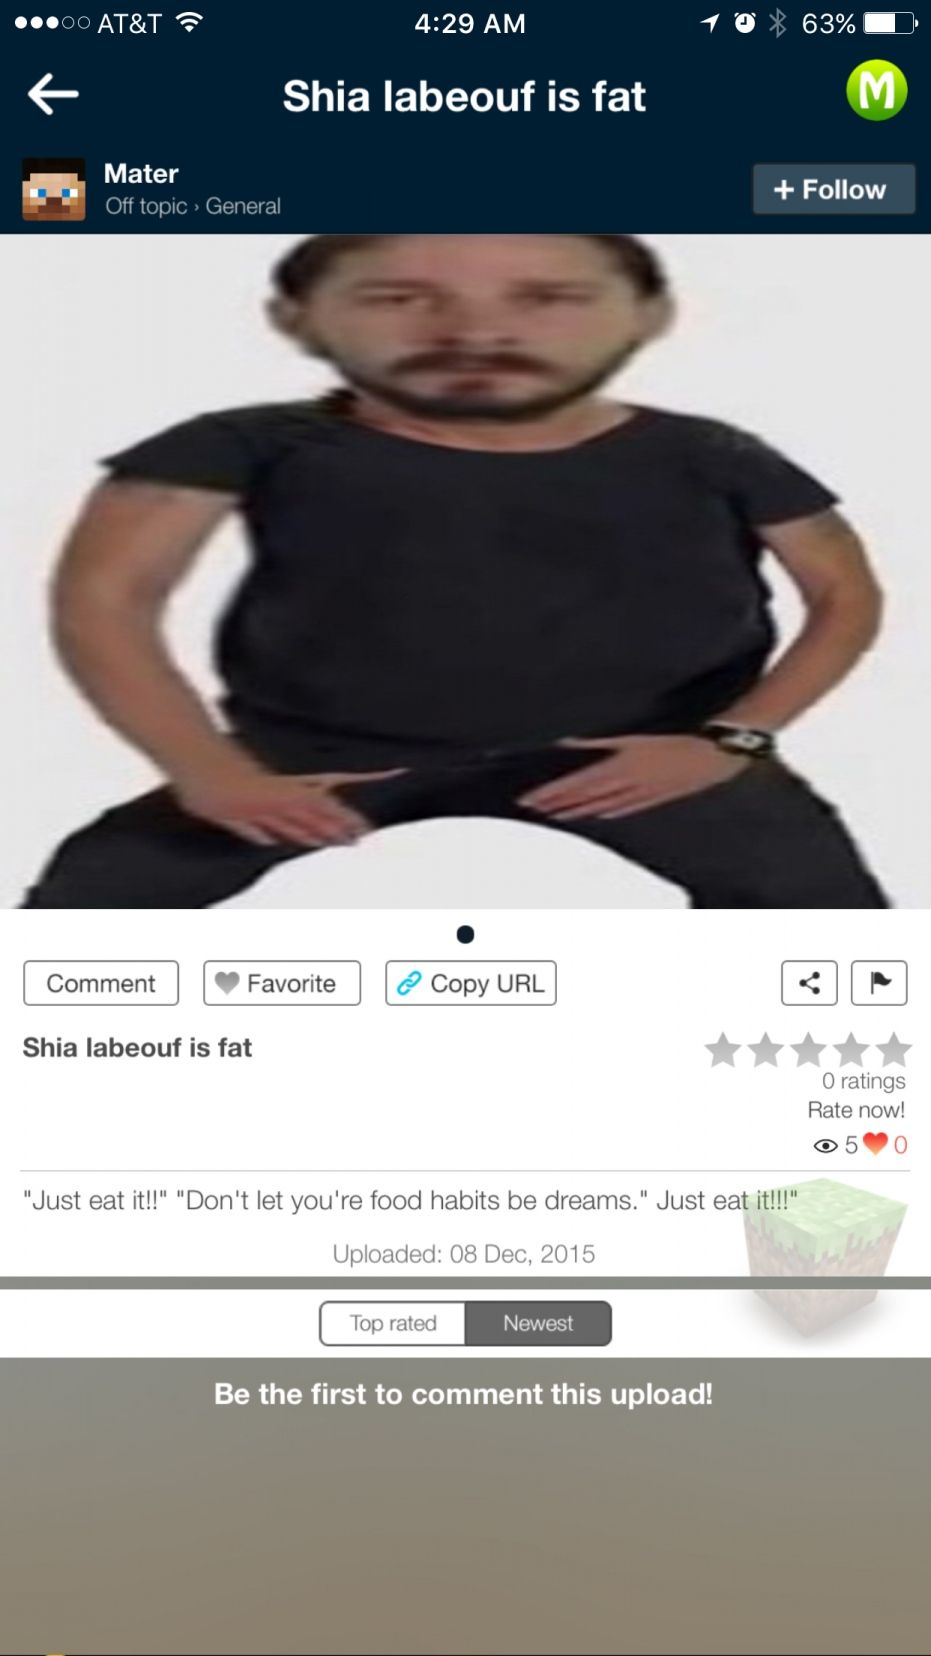 AT&T 4:29 AM 63%
Shia labeouf is fat
M
Mater
Off topic › General
+ Follow
Comment Favorite Copy URL
Shia labeouf is fat
0 ratings
Rate now!
5 0
"Just eat it!!" "Don't let you're food habits be dreams." Just eat it!!!"
Uploaded: 08 Dec, 2015
Top rated Newest
Be the first to comment this upload!